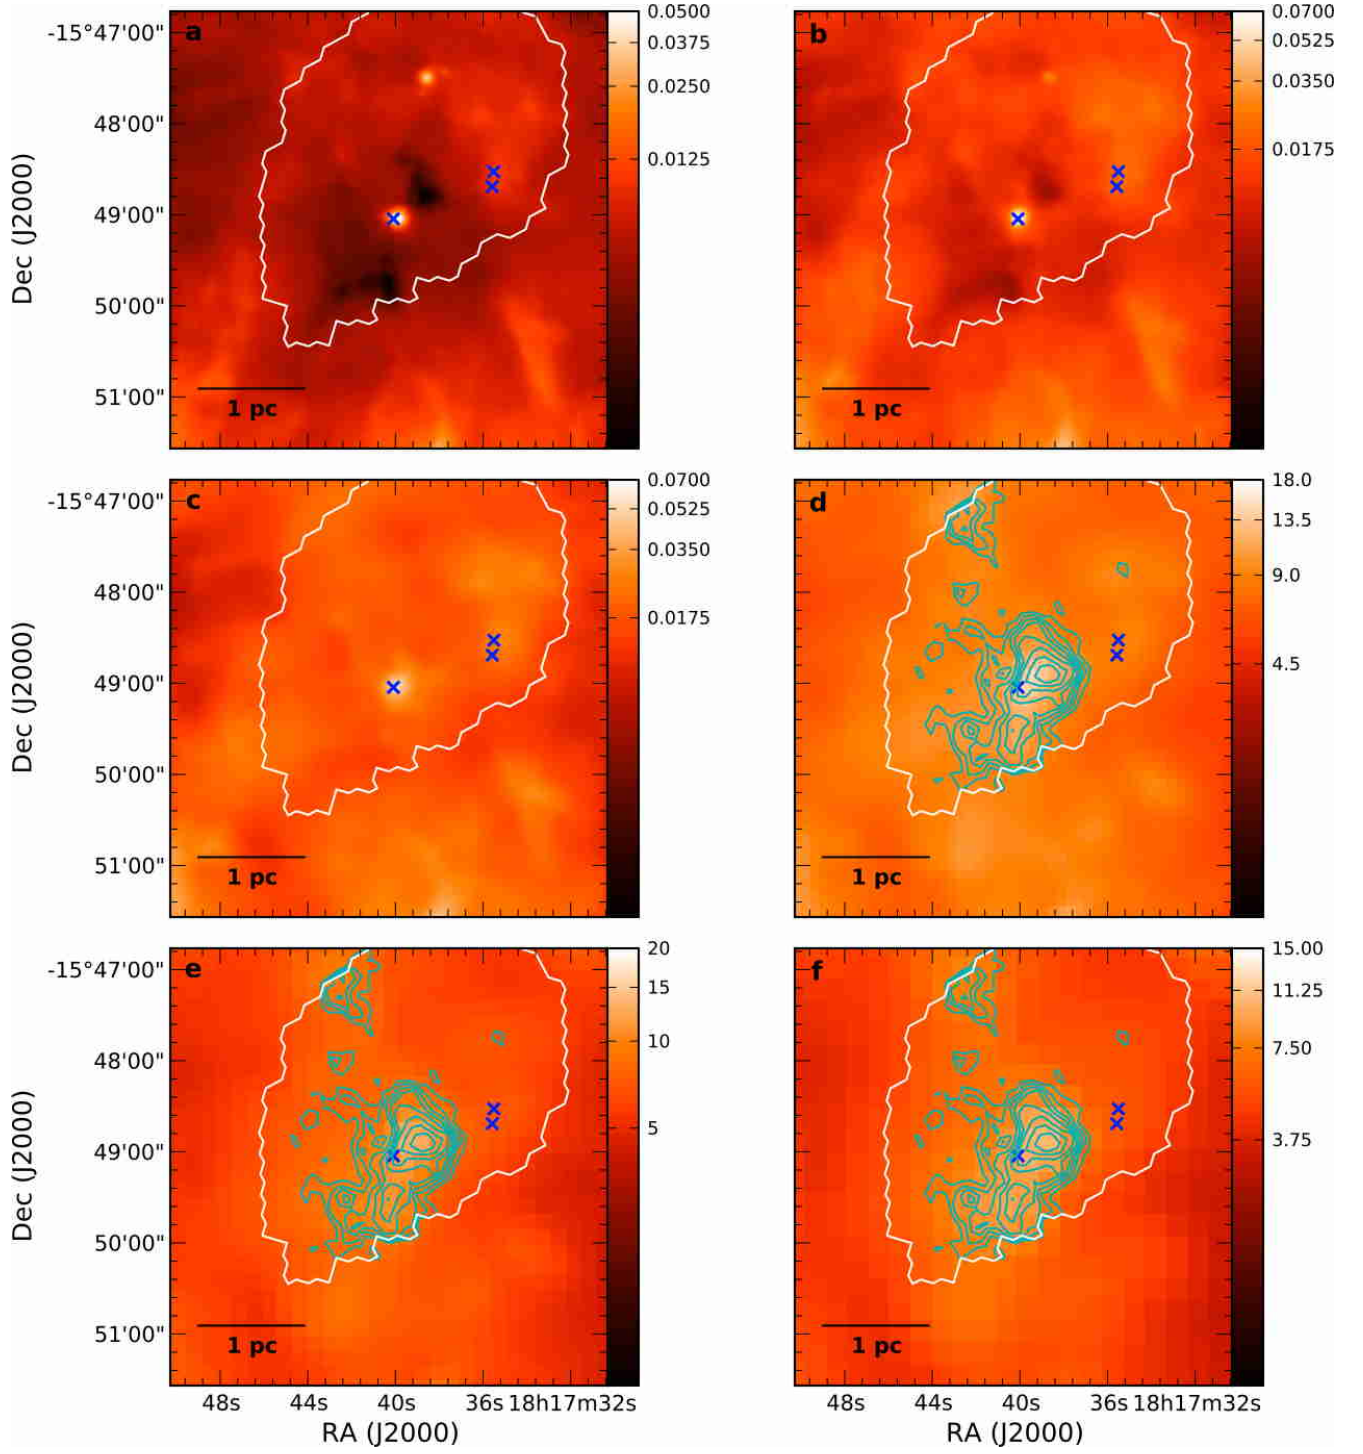 a
b
-15°47'00"
48'00"
49'00"
50'00"
51'00"
Dec (J2000)
1 pc
1 pc
0.0500
0.0375
0.0250
0.0125
0.0700
0.0525
0.0350
0.0175
c
d
-15°47'00"
48'00"
49'00"
50'00"
51'00"
Dec (J2000)
1 pc
1 pc
0.0700
0.0525
0.0350
0.0175
18.0
13.5
9.0
4.5
e
f
-15°47'00"
48'00"
49'00"
50'00"
51'00"
Dec (J2000)
1 pc
1 pc
20
15
10
5
15.00
11.25
7.50
3.75
48s 44s 40s 36s 18h17m32s
48s 44s 40s 36s 18h17m32s
RA (J2000)
RA (J2000)